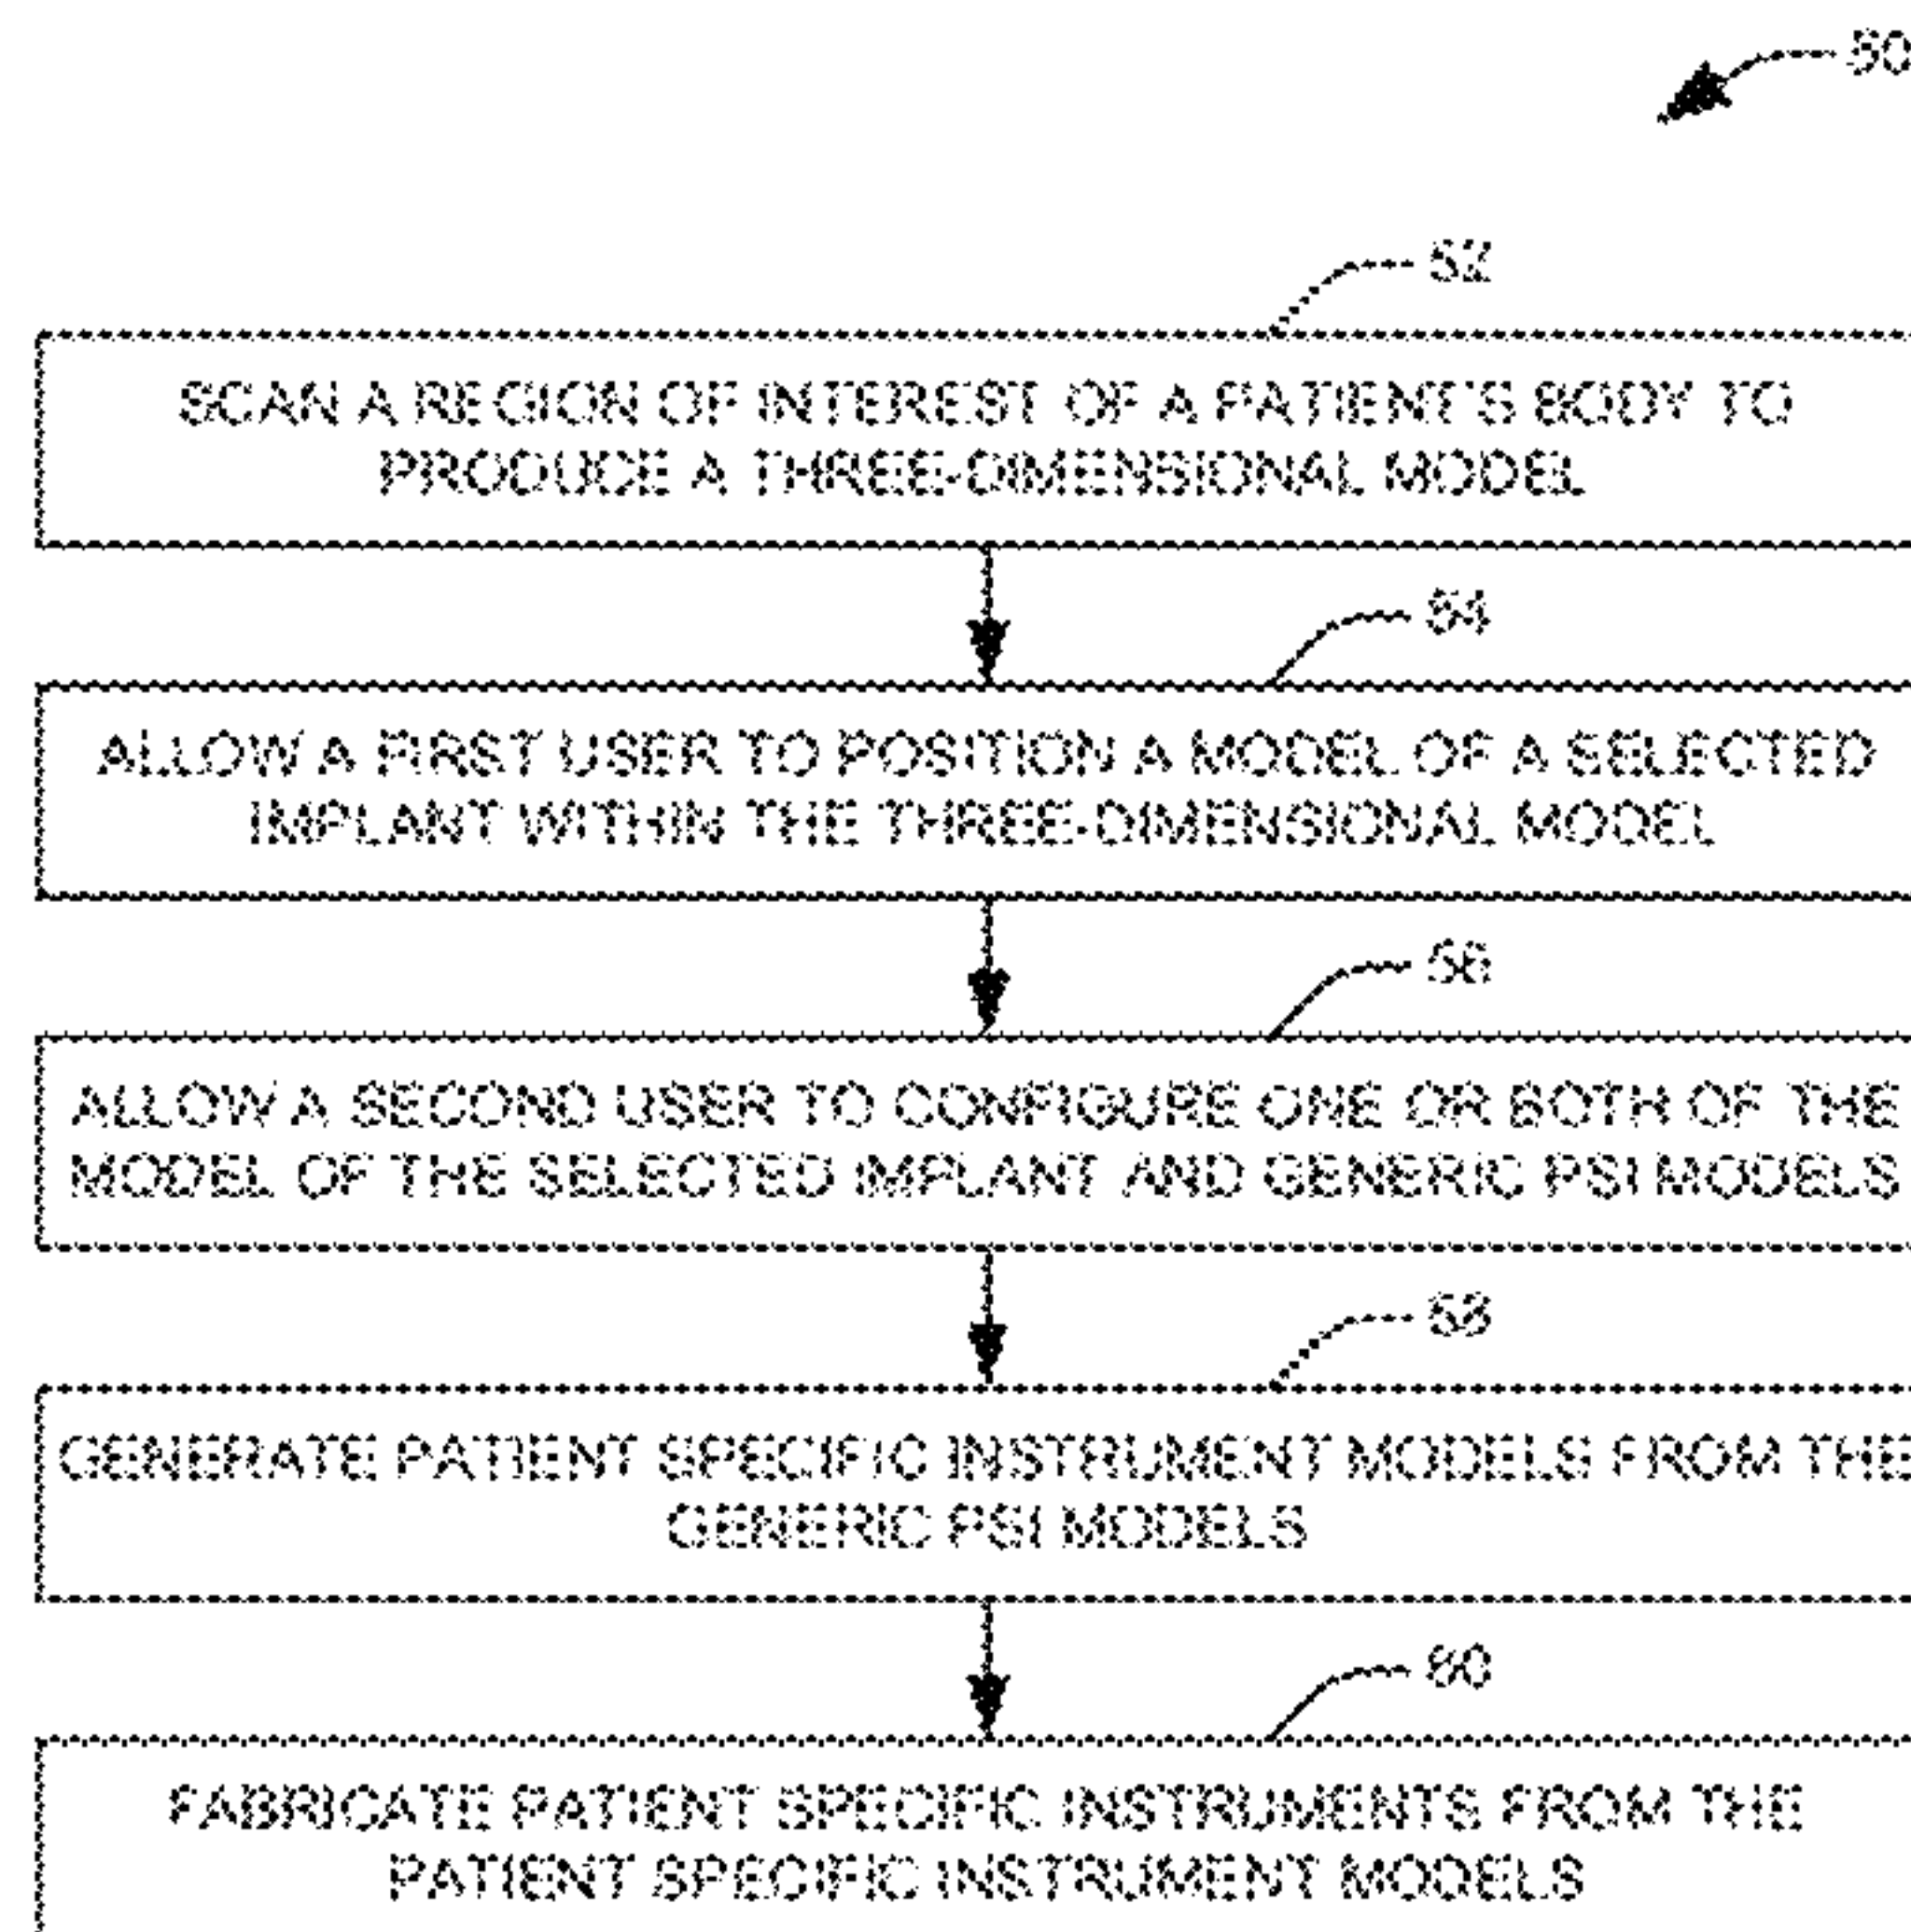 50
52
SCAN A REGION OF INTEREST OF A PATIENT'S BODY TO
PRODUCE A THREE-DIMENSIONAL MODEL
54
ALLOW A FIRST USER TO POSITION A MODEL OF A SELECTED
IMPLANT WITHIN THE THREE-DIMENSIONAL MODEL
56
ALLOW A SECOND USER TO CONFIGURE ONE OR BOTH OF THE
MODEL OF THE SELECTED IMPLANT AND GENERIC PSI MODELS
58
GENERATE PATIENT SPECIFIC INSTRUMENT MODELS FROM THE
GENERIC PSI MODELS
60
FABRICATE PATIENT SPECIFIC INSTRUMENTS FROM THE
PATIENT SPECIFIC INSTRUMENT MODELS